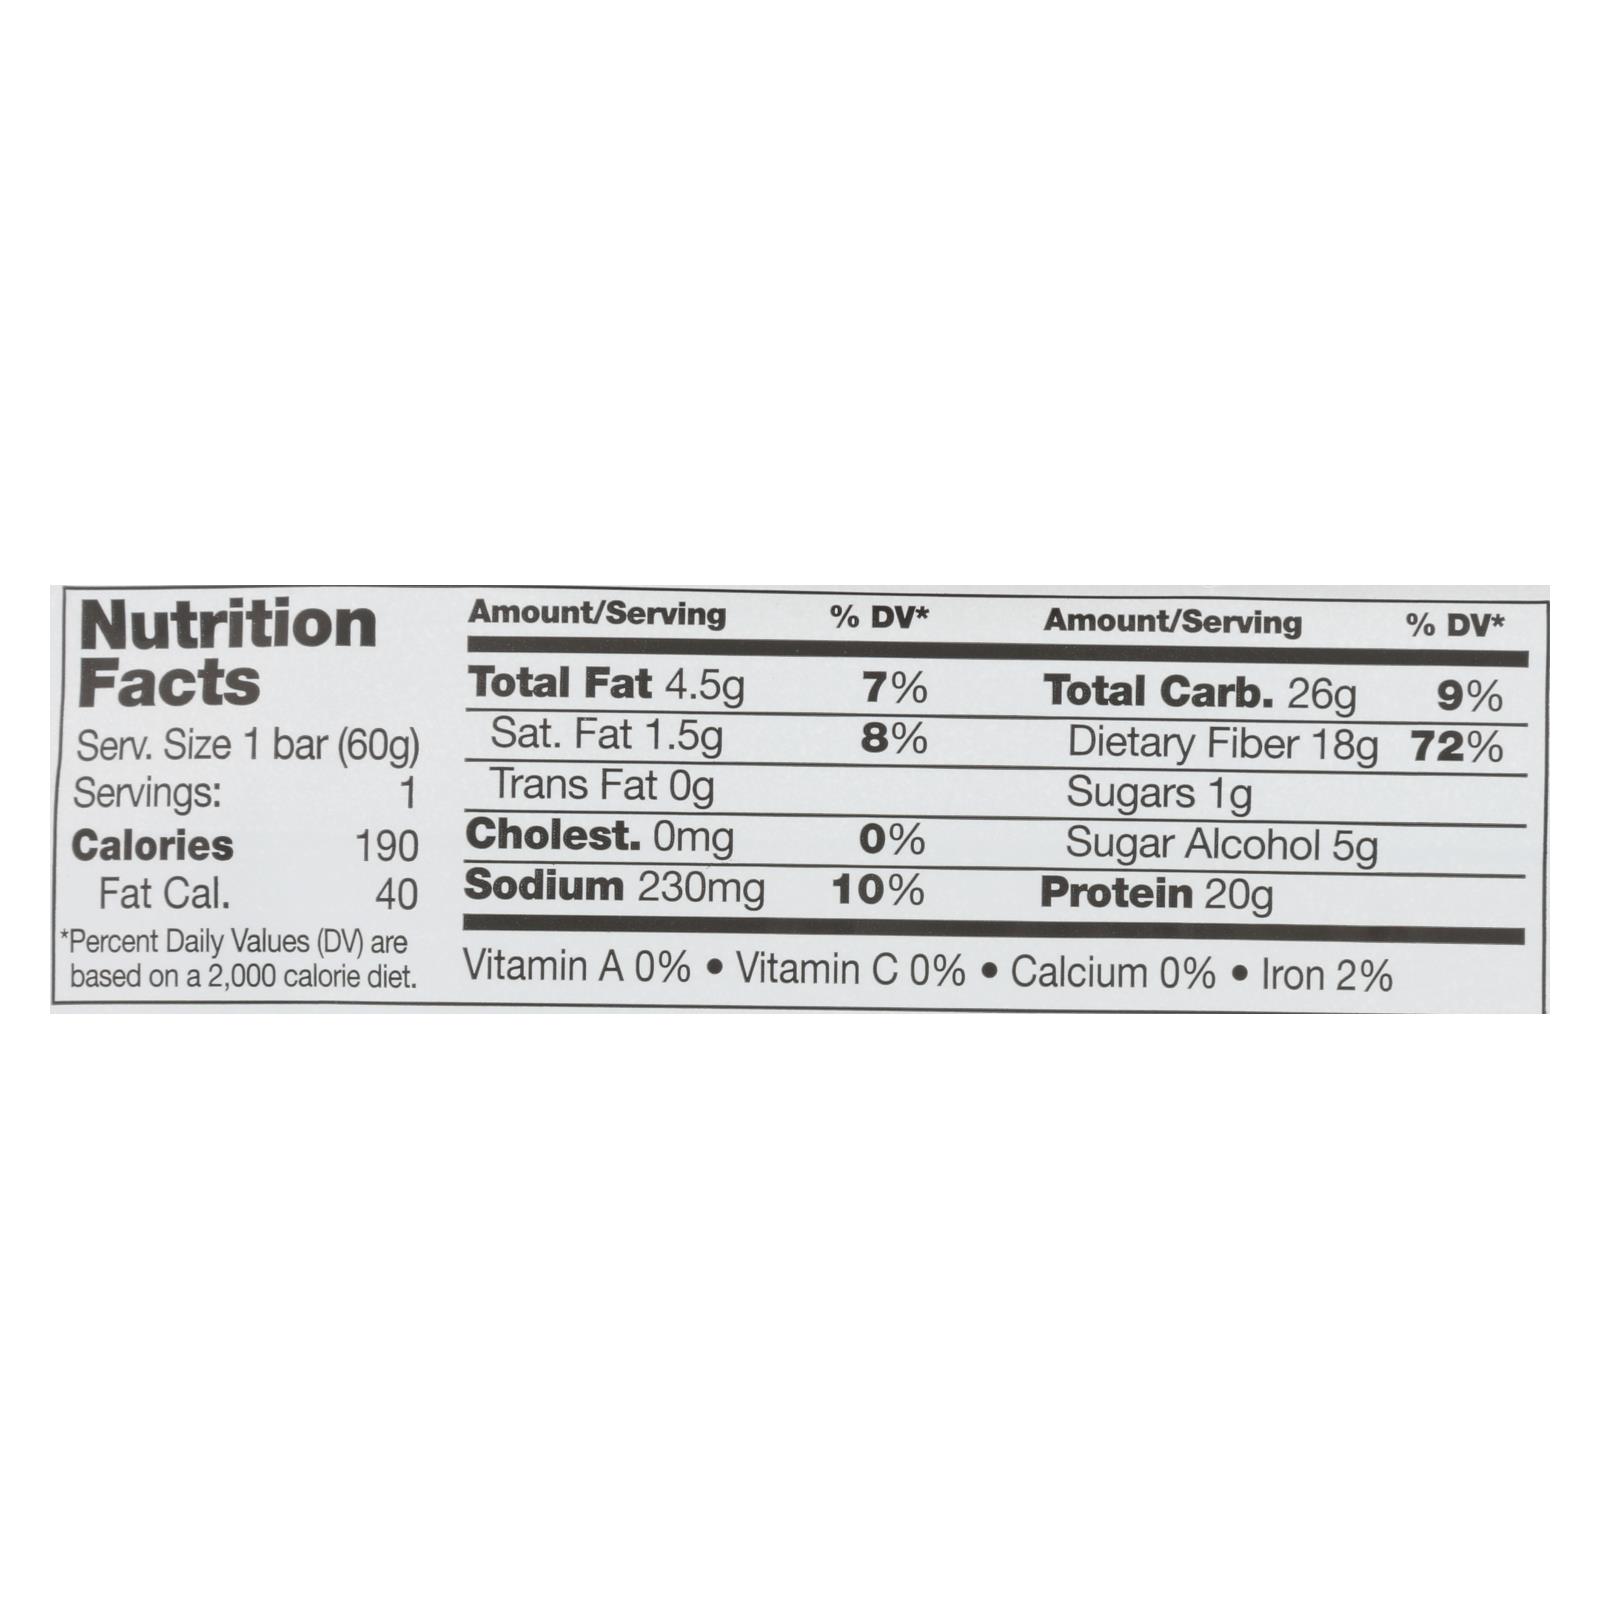 Nutrition
Facts
Serv. Size 1 bar (60g)
Servings: 1
Calories 190
Fat Cal. 40
*Percent Daily Values (DV) are
based on a 2,000 calorie diet.
Amount/Serving % DV* Amount/Serving % DV*
Total Fat 4.5g 7% Total Carb. 26g 9%
Sat. Fat 1.5g 8% Dietary Fiber 18g 72%
Trans Fat 0g Sugars 1g
Cholest. 0mg 0% Sugar Alcohol 5g
Sodium 230mg 10% Protein 20g
Vitamin A 0% • Vitamin C 0% • Calcium 0% • Iron 2%